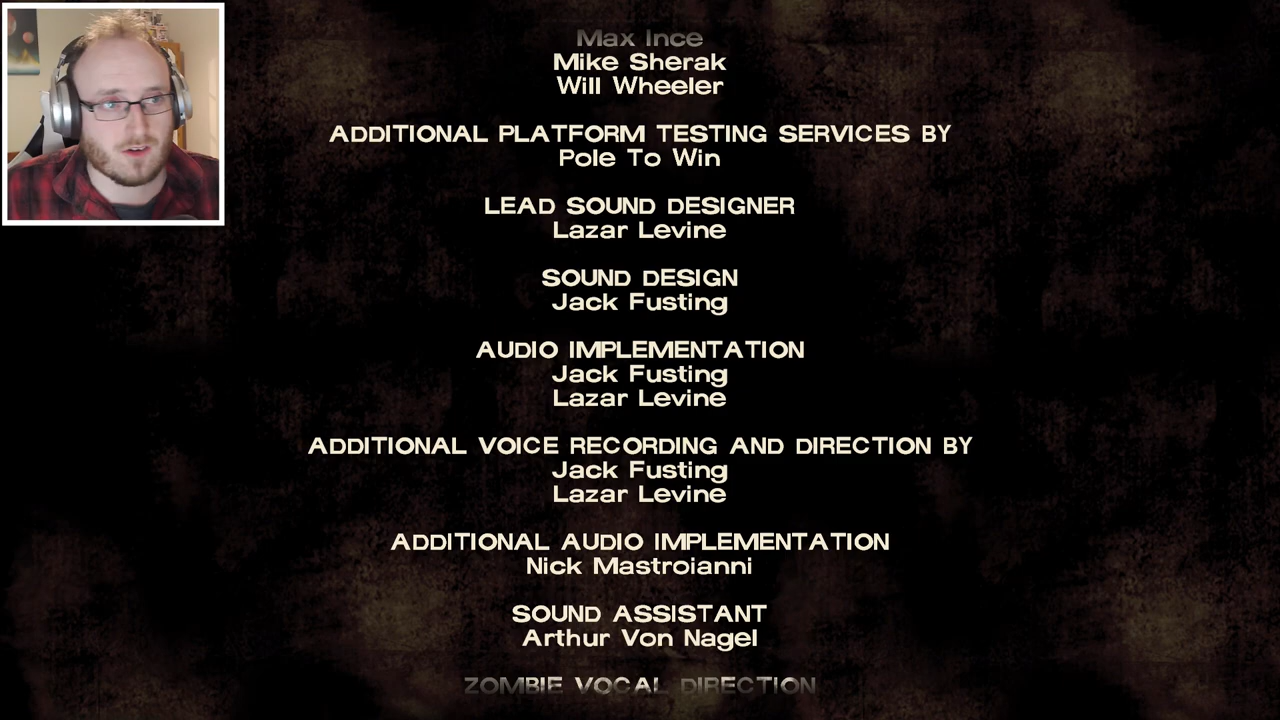 Max Ince
Mike Sherak
Will Wheeler
ADDITIONAL PLATFORM TESTING SERVICES BY
Pole To Win
LEAD SOUND DESIGNER
Lazar Levine
SOUND DESIGN
Jack Fusting
AUDIO IMPLEMENTATION
Jack Fusting
Lazar Levine
ADDITIONAL VOICE RECORDING AND DIRECTION BY
Jack Fusting
Lazar Levine
ADDITIONAL AUDIO IMPLEMENTATION
Nick Mastroianni
SOUND ASSISTANT
Arthur Von Nagel
ZOMBIE VOCAL DIRECTION